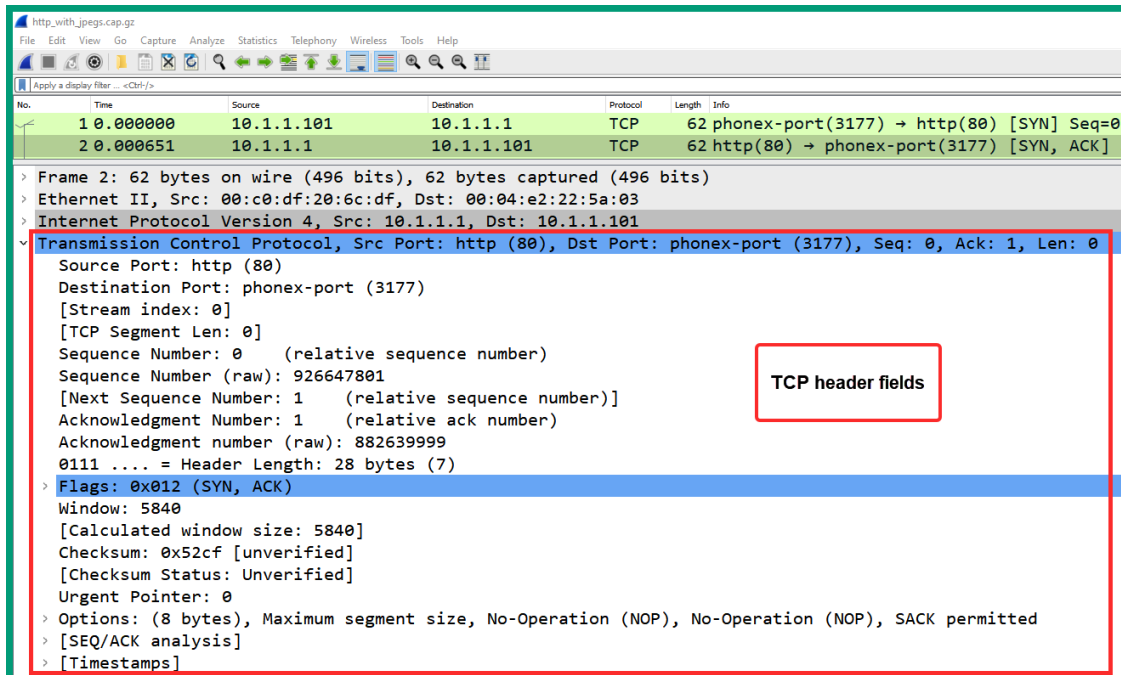 http_with_jpegs.cap.gz
File Edit View Go Capture Analyze Statistics Telephony Wireless Tools Help
Apply a display filter ... <Ctrl-/>
No. Time Source Destination Protocol Length Info
1 0.000000 10.1.1.101 10.1.1.1 TCP 62 phonex-port(3177) → http(80) [SYN] Seq=0
2 0.000651 10.1.1.1 10.1.1.101 TCP 62 http(80) → phonex-port(3177) [SYN, ACK]
Frame 2: 62 bytes on wire (496 bits), 62 bytes captured (496 bits)
Ethernet II, Src: 00:c0:df:20:6c:df, Dst: 00:04:e2:22:5a:03
Internet Protocol Version 4, Src: 10.1.1.1, Dst: 10.1.1.101
Transmission Control Protocol, Src Port: http (80), Dst Port: phonex-port (3177), Seq: 0, Ack: 1, Len: 0
Source Port: http (80)
Destination Port: phonex-port (3177)
[Stream index: 0]
[TCP Segment Len: 0]
Sequence Number: 0 (relative sequence number)
Sequence Number (raw): 926647801
[Next Sequence Number: 1 (relative sequence number)]
Acknowledgment Number: 1 (relative ack number)
Acknowledgment number (raw): 882639999
0111 .... = Header Length: 28 bytes (7)
Flags: 0x012 (SYN, ACK)
Window: 5840
[Calculated window size: 5840]
Checksum: 0x52cf [unverified]
[Checksum Status: Unverified]
Urgent Pointer: 0
Options: (8 bytes), Maximum segment size, No-Operation (NOP), No-Operation (NOP), SACK permitted
[SEQ/ACK analysis]
[Timestamps]
TCP header fields